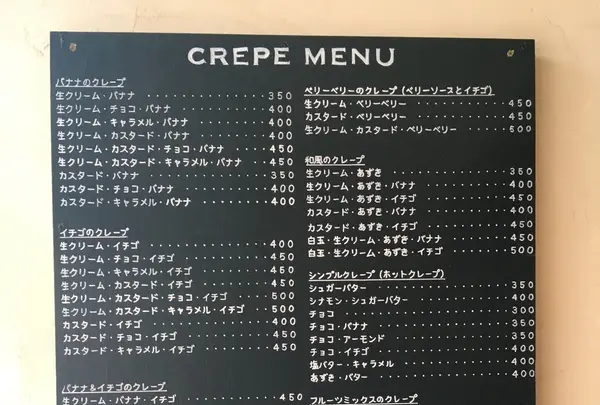 CREPE MENU
バナナのクレープ
生クリーム・バナナ ・・・・・・・・・・・・ 350
生クリーム・チョコ・バナナ ・・・・・・・・ 400
生クリーム・キャラメル・バナナ ・・・・・・ 400
生クリーム・カスタード・バナナ ・・・・・・ 400
生クリーム・カスタード・チョコ・バナナ ・・・ 450
生クリーム・カスタード・キャラメル・バナナ ・・ 450
カスタード・バナナ ・・・・・・・・・・・・ 350
カスタード・チョコ・バナナ ・・・・・・・・ 400
カスタード・キャラメル・バナナ ・・・・・・ 400
イチゴのクレープ
生クリーム・イチゴ ・・・・・・・・・・・・ 400
生クリーム・チョコ・イチゴ ・・・・・・・・ 450
生クリーム・キャラメル・イチゴ ・・・・・・ 450
生クリーム・カスタード・イチゴ ・・・・・・ 450
生クリーム・カスタード・チョコ・イチゴ ・・・ 500
生クリーム・カスタード・キャラメル・イチゴ ・・ 500
カスタード・イチゴ ・・・・・・・・・・・・ 400
カスタード・チョコ・イチゴ ・・・・・・・・ 450
カスタード・キャラメル・イチゴ ・・・・・・ 450
バナナ&イチゴのクレープ
生クリーム・バナナ・イチゴ ・・・・・・・・ 450
ベリーベリーのクレープ (ベリーソースとイチゴ)
生クリーム・ベリーベリー ・・・・・・・・・ 450
カスタード・ベリーベリー ・・・・・・・・・ 450
生クリーム・カスタード・ベリーベリー ・・・・ 500
和風のクレープ
生クリーム・あずき ・・・・・・・・・・・・ 350
生クリーム・あずき・バナナ ・・・・・・・・ 400
生クリーム・あずき・イチゴ ・・・・・・・・ 450
カスタード・あずき・バナナ ・・・・・・・・ 400
カスタード・あずき・イチゴ ・・・・・・・・ 450
白玉・生クリーム・あずき・バナナ ・・・・・ 450
白玉・生クリーム・あずき・イチゴ ・・・・・ 500
シンプルクレープ (ホットクレープ)
シュガーバター ・・・・・・・・・・・・・・ 350
シナモン・シュガーバター ・・・・・・・・・ 400
チョコ ・・・・・・・・・・・・・・・・・・ 300
チョコ・バナナ ・・・・・・・・・・・・・・ 350
チョコ・アーモンド ・・・・・・・・・・・・ 350
チョコ・イチゴ ・・・・・・・・・・・・・・ 400
塩バター・キャラメル ・・・・・・・・・・・ 400
あずき・バター ・・・・・・・・・・・・・・ 400
フルーツミックスのクレープ